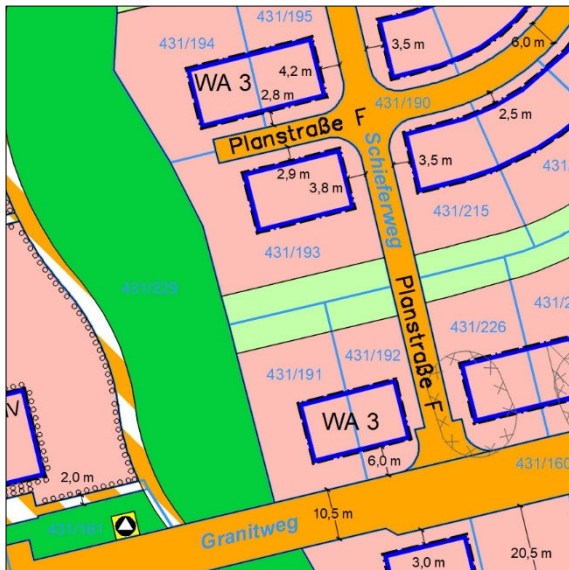 431/195
431/194
3,5 m
6,0 m
4,2 m
WA 3
2,8 m
431/190
Planstraße F
2,5 m
Schieferweg
2,9 m
3,8 m
3,5 m
431/215
431/193
431/229
Planstraße F
431/226
431/192
431/191
WA 3
6,0 m
431/160
2,0 m
10,5 m
431/161
Granitweg
3,0 m
20,5 m